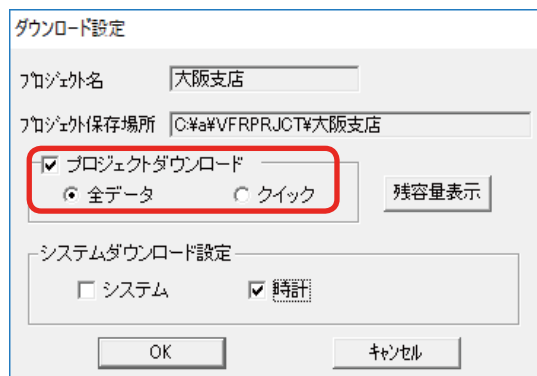 ダウンロード設定
プロジェクト名 大阪支店
プロジェクト保存場所 C:¥a¥VFRPRJCT¥大阪支店
プロジェクトダウンロード
全データ クイック
残容量表示
システムダウンロード設定
システム 時計
OK キャンセル